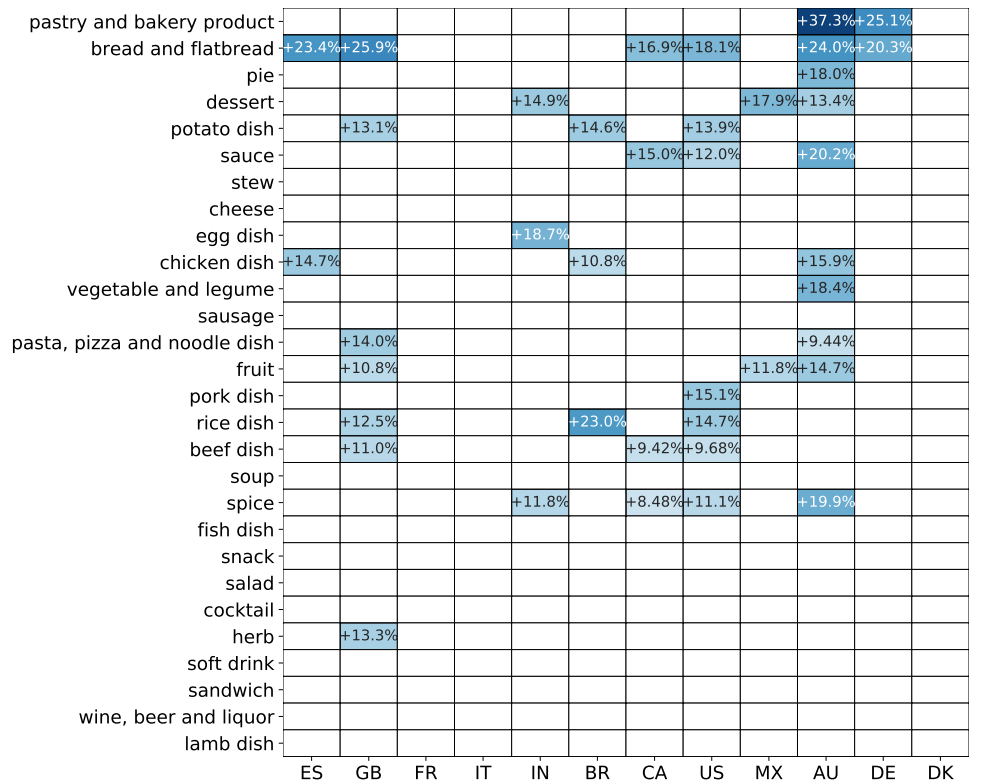 pastry and bakery product +37.3% +25.1%
bread and flatbread +23.4% +25.9% +16.9% +18.1% +24.0% +20.3%
pie +18.0%
dessert +14.9% +17.9% +13.4%
potato dish +13.1% +14.6% +13.9%
sauce +15.0% +12.0% +20.2%
stew
cheese
egg dish +18.7%
chicken dish +14.7% +10.8% +15.9%
vegetable and legume +18.4%
sausage
pasta, pizza and noodle dish +14.0% +9.44%
fruit +10.8% +11.8% +14.7%
pork dish +15.1%
rice dish +12.5% +23.0% +14.7%
beef dish +11.0% +9.42% +9.68%
soup
spice +11.8% +8.48% +11.1% +19.9%
fish dish
snack
salad
cocktail
herb +13.3%
soft drink
sandwich
wine, beer and liquor
lamb dish
ES GB FR IT IN BR CA US MX AU DE DK